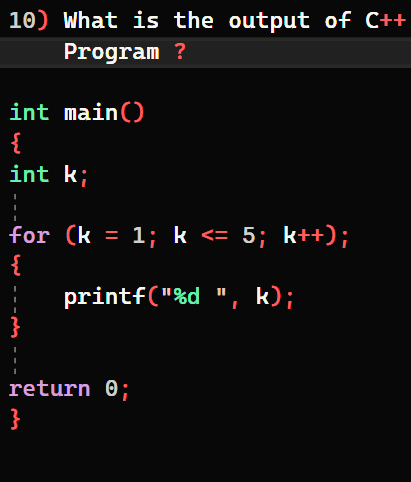 10) What is the output of C++
Program ?
int main()
{
int k;
for (k = 1; k <= 5; k++);
{
printf("%d ", k);
}
return 0;
}